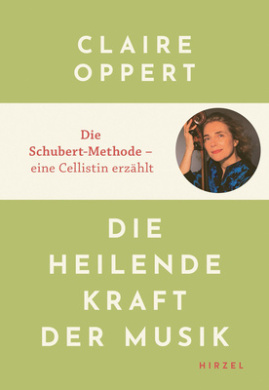 CLAIRE
OPPERT
Die
Schubert-Methode –
eine Cellistin erzählt
DIE
HEILENDE
KRAFT
DER MUSIK
HIRZEL